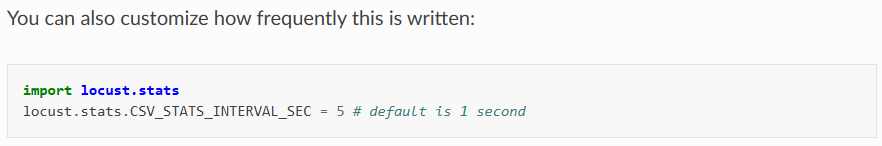 You can also customize how frequently this is written:
import locust.stats
locust.stats.CSV_STATS_INTERVAL_SEC = 5 # default is 1 second